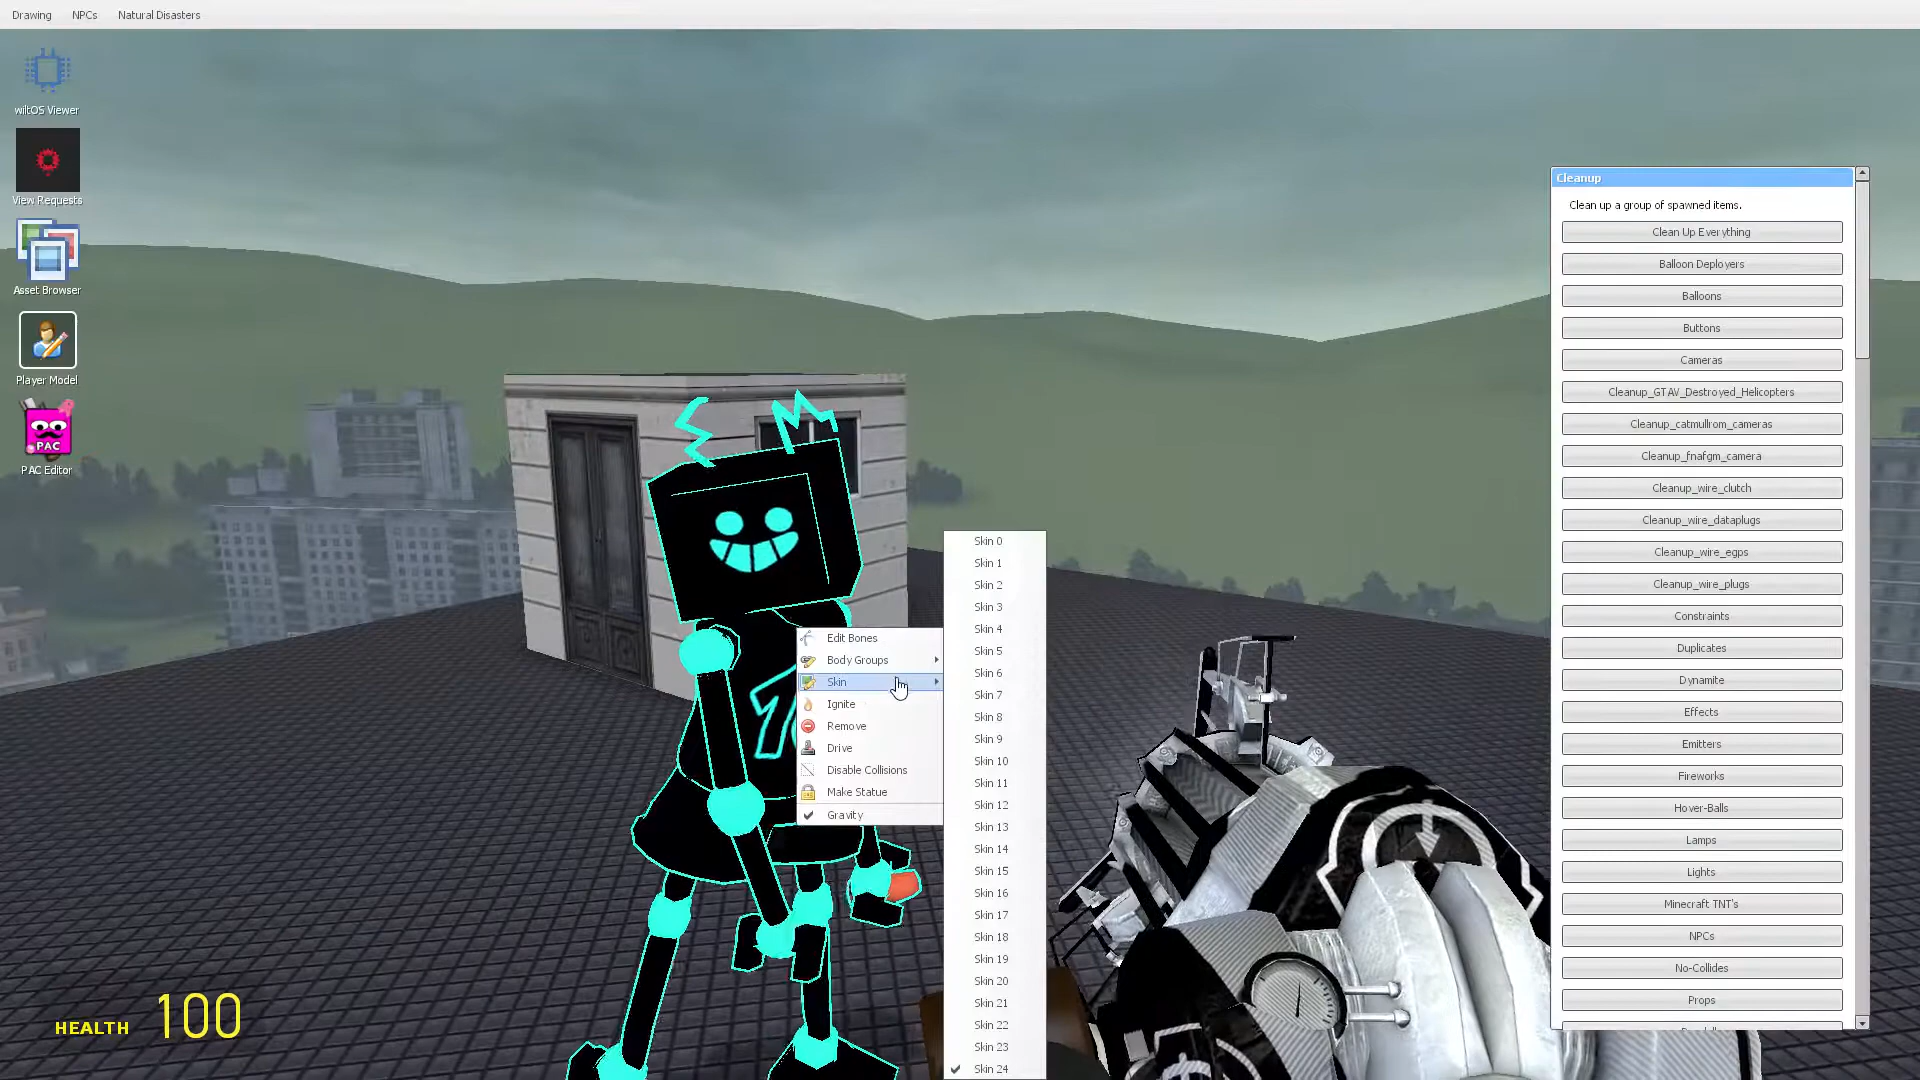 Drawing NPCs Natural Disasters
wiltOS Viewer
View Requests
Asset Browser
Player Model
PAC
PAC Editor
HEALTH 100
Edit Bones
Body Groups
Skin
Ignite
Remove
Drive
Disable Collisions
Make Statue
Gravity
Skin 0
Skin 1
Skin 2
Skin 3
Skin 4
Skin 5
Skin 6
Skin 7
Skin 8
Skin 9
Skin 10
Skin 11
Skin 12
Skin 13
Skin 14
Skin 15
Skin 16
Skin 17
Skin 18
Skin 19
Skin 20
Skin 21
Skin 22
Skin 23
Skin 24
Cleanup
Clean up a group of spawned items.
Clean Up Everything
Balloon Deployers
Balloons
Buttons
Cameras
Cleanup_GTAV_Destroyed_Helicopters
Cleanup_catmullrom_cameras
Cleanup_fnafgm_camera
Cleanup_wire_clutch
Cleanup_wire_dataplugs
Cleanup_wire_egps
Cleanup_wire_plugs
Constraints
Duplicates
Dynamite
Effects
Emitters
Fireworks
Hover-Balls
Lamps
Lights
Minecraft TNT's
NPCs
No-Collides
Props